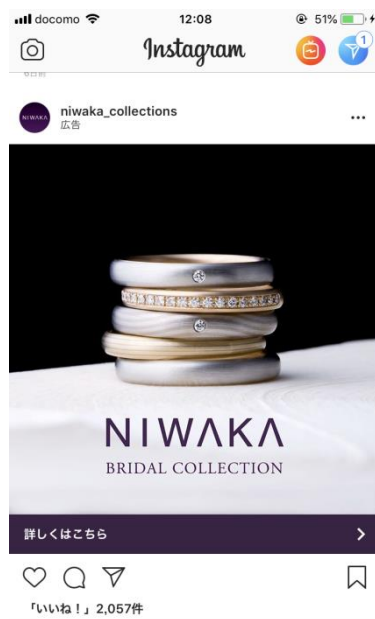 docomo 12:08 51%
Instagram
1
niwaka_collections
NIWAKA
広告
NIWAKA
BRIDAL COLLECTION
詳しくはこちら
「いいね！」2,057件